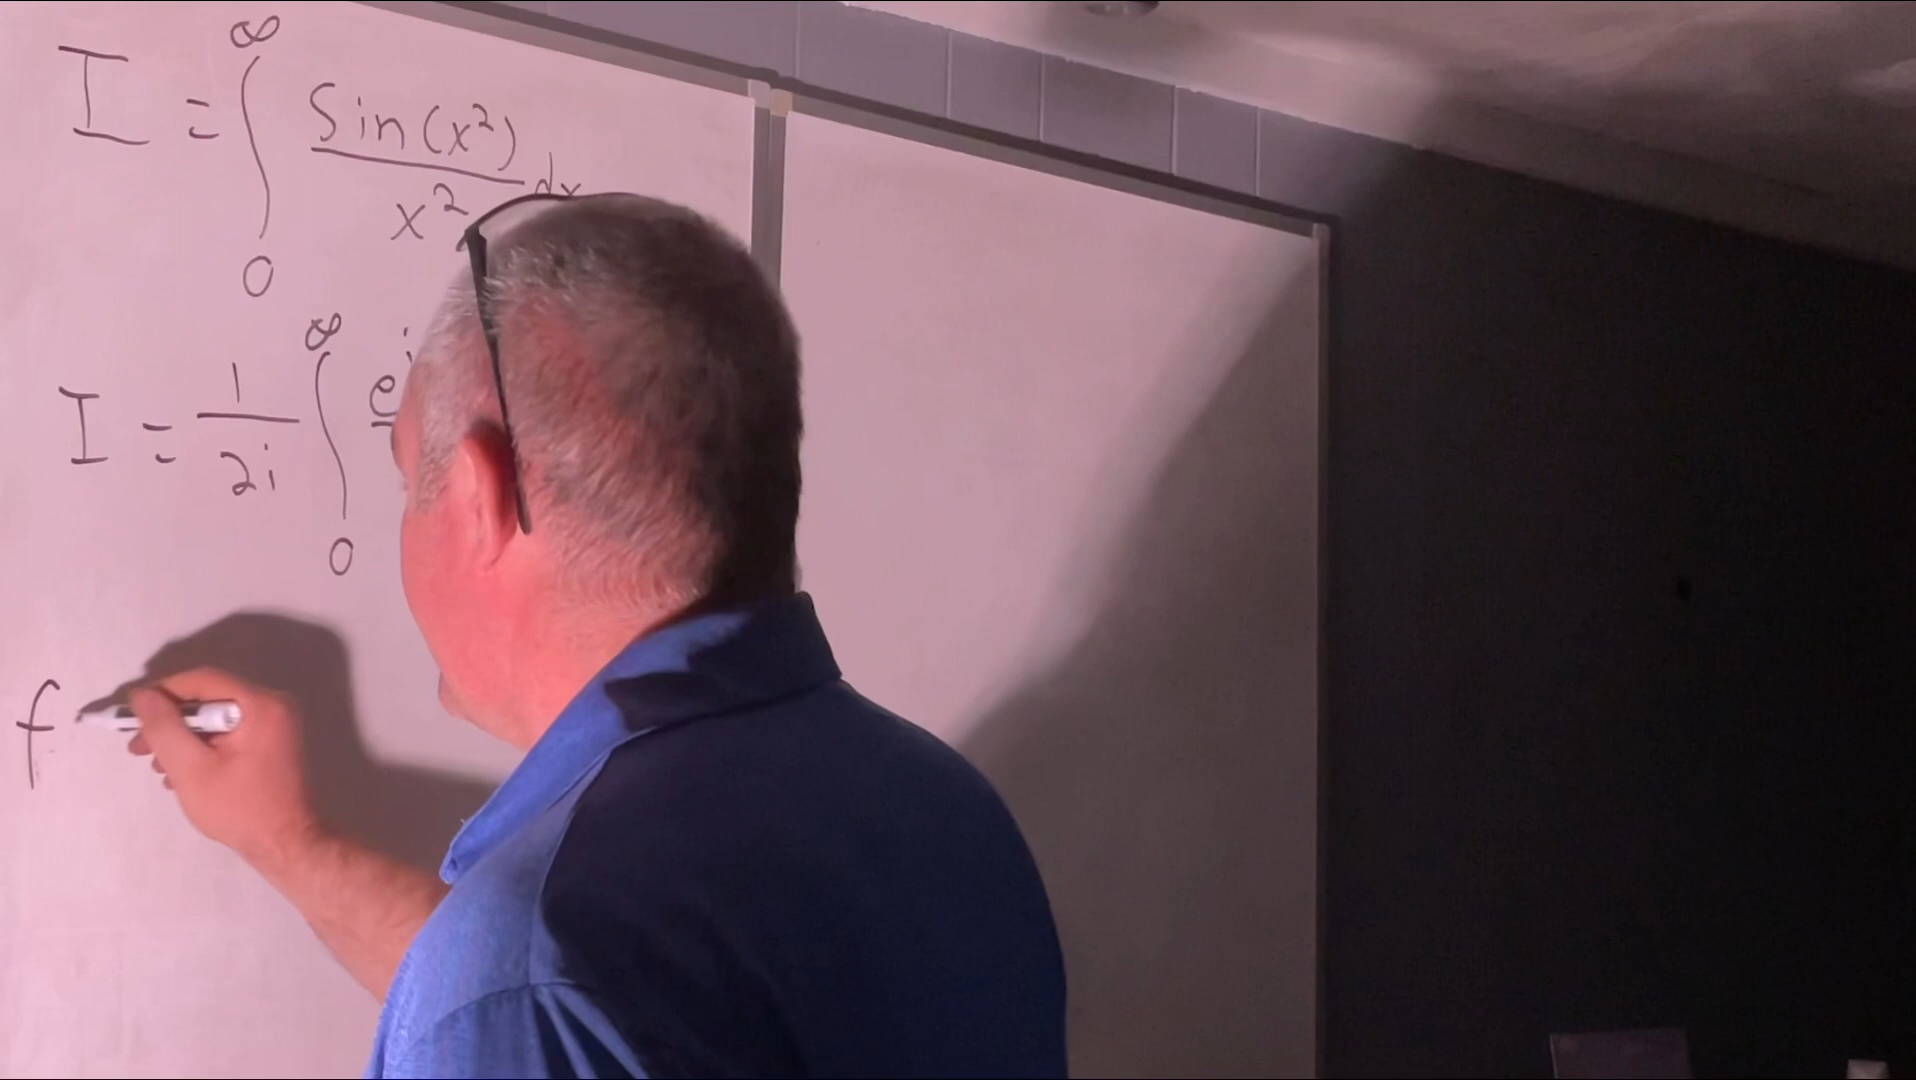 I = ∫₀^∞ Sin(x²)/x² dx
I = 1/2i ∫₀^∞ e^i
f